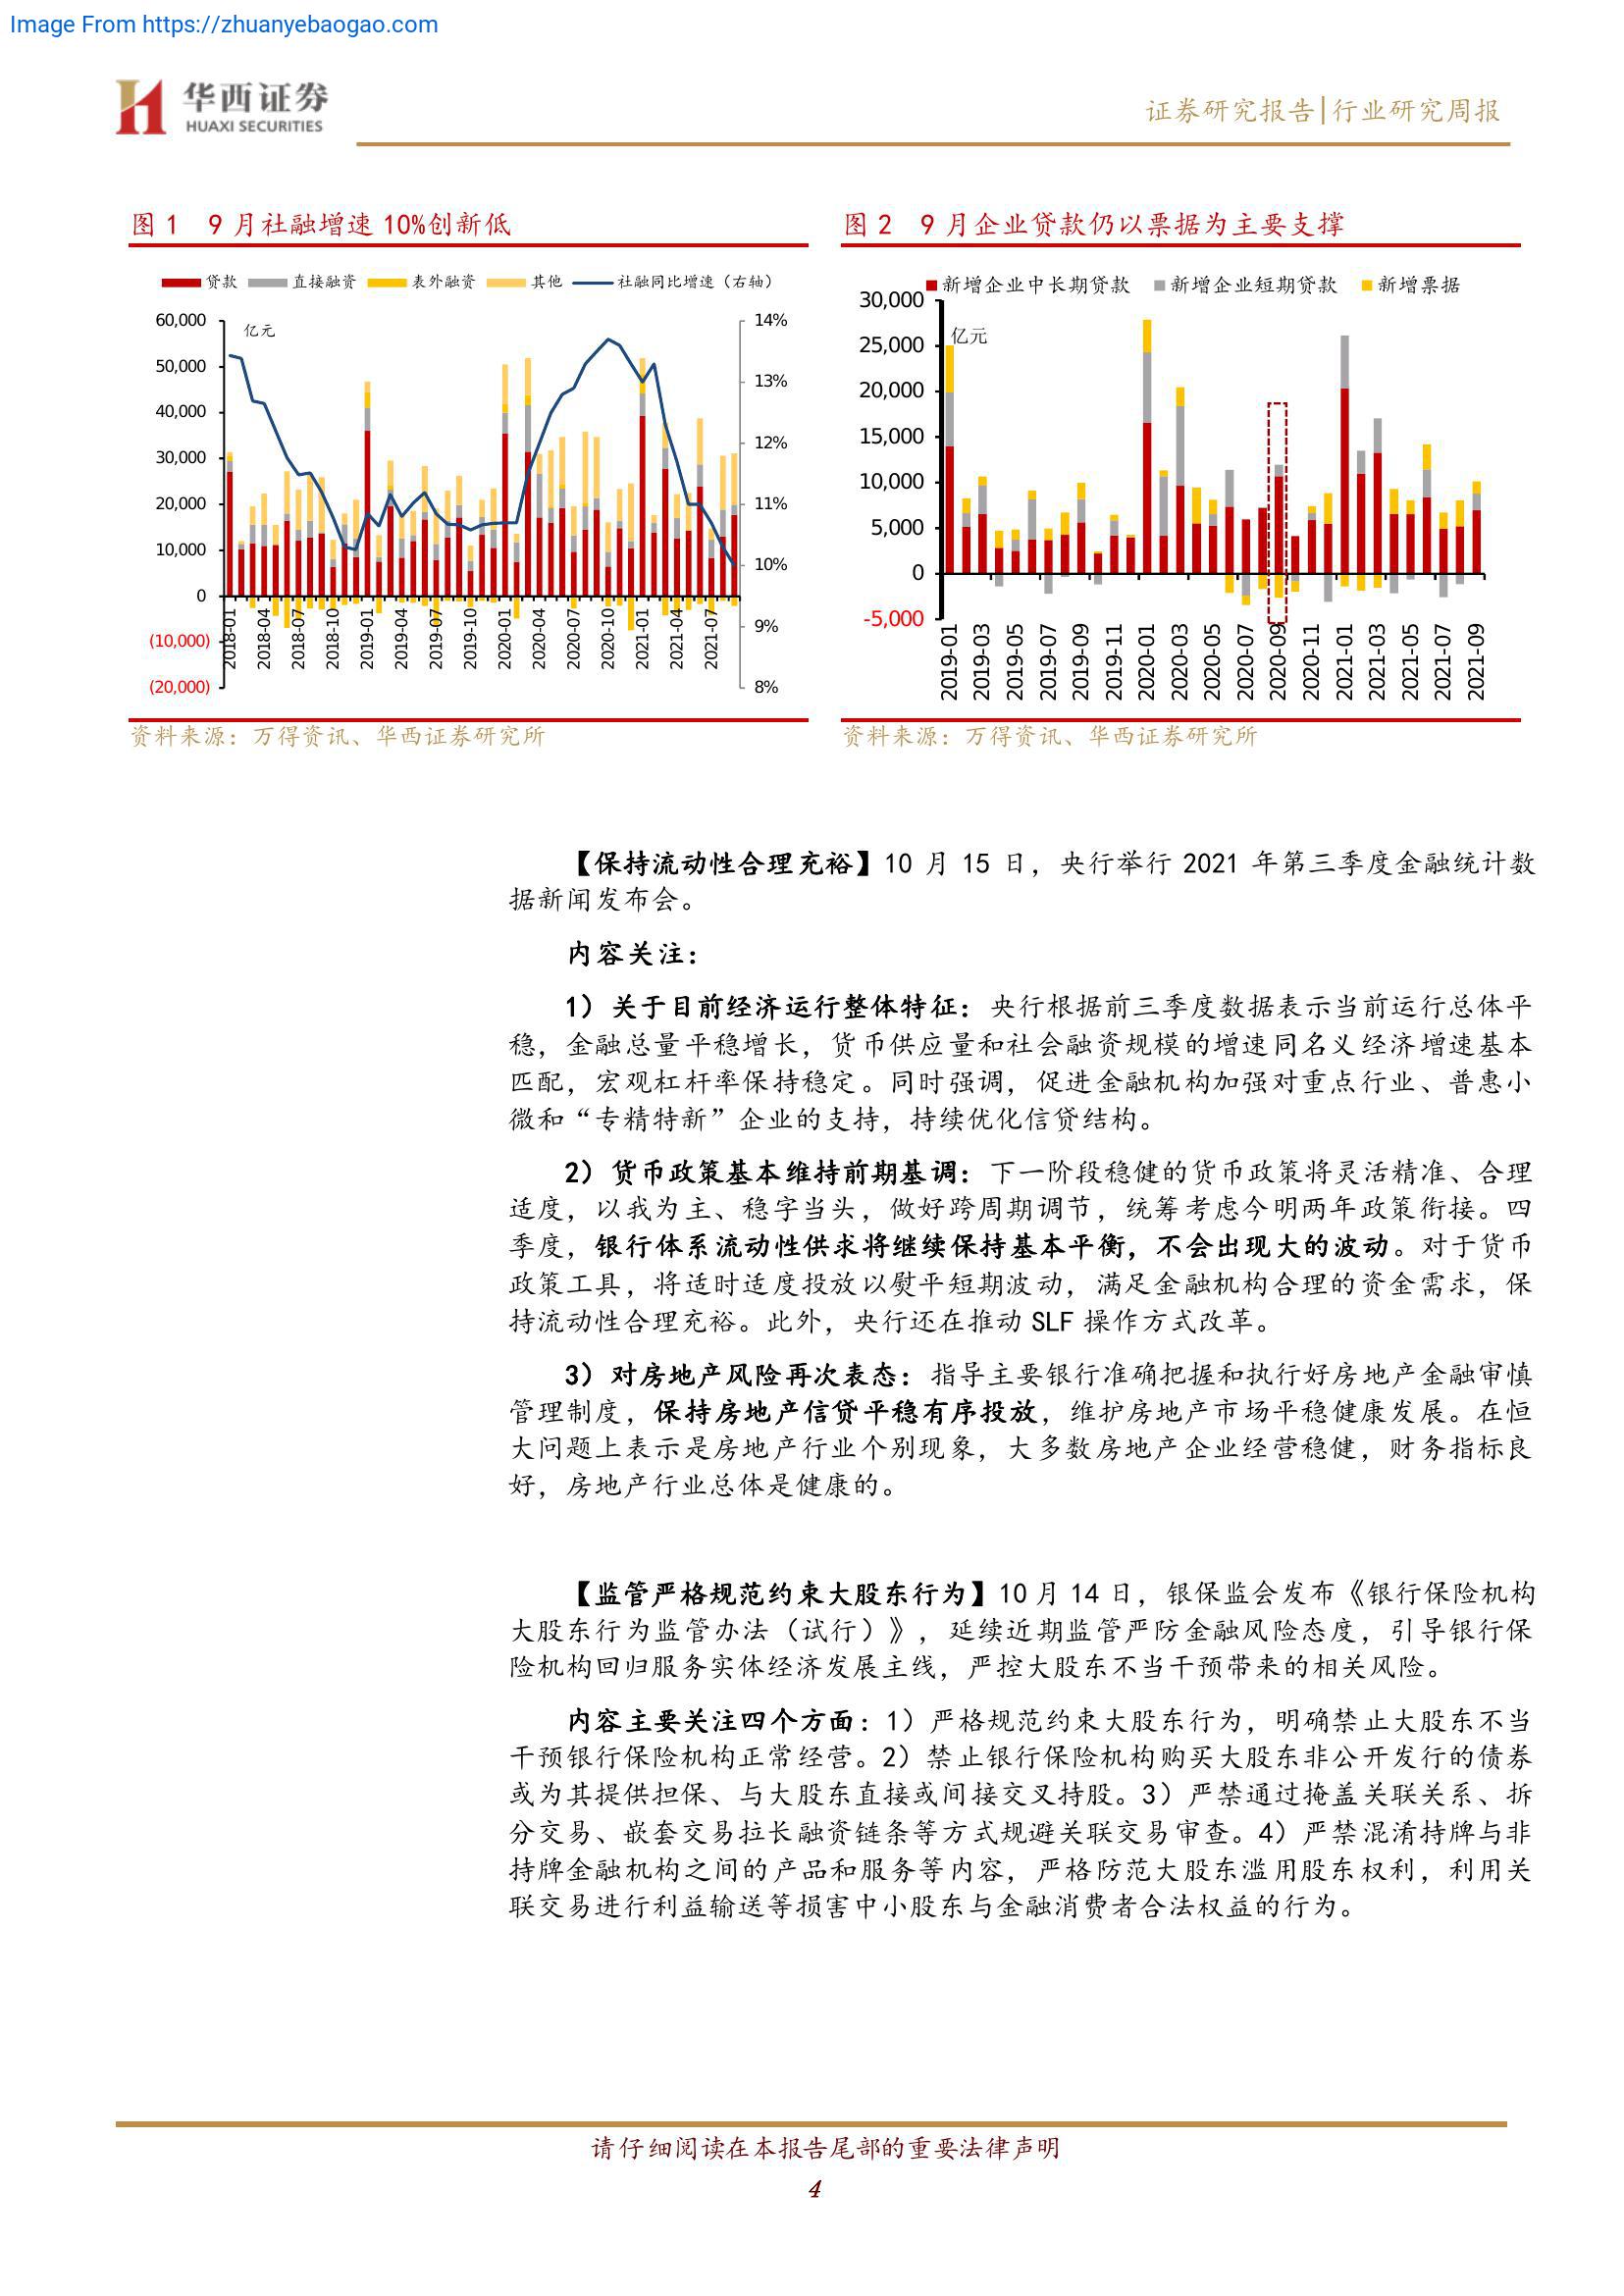 Image From https://zhuanyebaogao.com
华西证券
HUAXI SECURITIES
证券研究报告|行业研究周报
图 1 9 月社融增速 10%创新低
贷款 直接融资 表外融资 其他 社融同比增速（右轴）
亿元
60,000
50,000
40,000
30,000
20,000
10,000
0
(10,000)
(20,000)
14%
13%
12%
11%
10%
9%
8%
2018-01 2018-04 2018-07 2018-10 2019-01 2019-04 2019-07 2019-10 2020-01 2020-04 2020-07 2020-10 2021-01 2021-04 2021-07
资料来源：万得资讯、华西证券研究所
图 2 9 月企业贷款仍以票据为主要支撑
新增企业中长期贷款 新增企业短期贷款 新增票据
亿元
30,000
25,000
20,000
15,000
10,000
5,000
0
-5,000
2019-01 2019-03 2019-05 2019-07 2019-09 2019-11 2020-01 2020-03 2020-05 2020-07 2020-09 2020-11 2021-01 2021-03 2021-05 2021-07 2021-09
资料来源：万得资讯、华西证券研究所
【保持流动性合理充裕】10 月 15 日，央行举行 2021 年第三季度金融统计数
据新闻发布会。
内容关注：
1）关于目前经济运行整体特征：央行根据前三季度数据表示当前运行总体平
稳，金融总量平稳增长，货币供应量和社会融资规模的增速同名义经济增速基本
匹配，宏观杠杆率保持稳定。同时强调，促进金融机构加强对重点行业、普惠小
微和“专精特新”企业的支持，持续优化信贷结构。
2）货币政策基本维持前期基调：下一阶段稳健的货币政策将灵活精准、合理
适度，以我为主、稳字当头，做好跨周期调节，统筹考虑今明两年政策衔接。四
季度，银行体系流动性供求将继续保持基本平衡，不会出现大的波动。对于货币
政策工具，将适时适度投放以熨平短期波动，满足金融机构合理的资金需求，保
持流动性合理充裕。此外，央行还在推动 SLF 操作方式改革。
3）对房地产风险再次表态：指导主要银行准确把握和执行好房地产金融审慎
管理制度，保持房地产信贷平稳有序投放，维护房地产市场平稳健康发展。在恒
大问题上表示是房地产行业个别现象，大多数房地产企业经营稳健，财务指标良
好，房地产行业总体是健康的。
【监管严格规范约束大股东行为】10 月 14 日，银保监会发布《银行保险机构
大股东行为监管办法（试行）》，延续近期监管严防金融风险态度，引导银行保
险机构回归服务实体经济发展主线，严控大股东不当干预带来的相关风险。
内容主要关注四个方面：1）严格规范约束大股东行为，明确禁止大股东不当
干预银行保险机构正常经营。2）禁止银行保险机构购买大股东非公开发行的债券
或为其提供担保、与大股东直接或间接交叉持股。3）严禁通过掩盖关联关系、拆
分交易、嵌套交易拉长融资链条等方式规避关联交易审查。4）严禁混淆持牌与非
持牌金融机构之间的产品和服务等内容，严格防范大股东滥用股东权利，利用关
联交易进行利益输送等损害中小股东与金融消费者合法权益的行为。
请仔细阅读在本报告尾部的重要法律声明
4